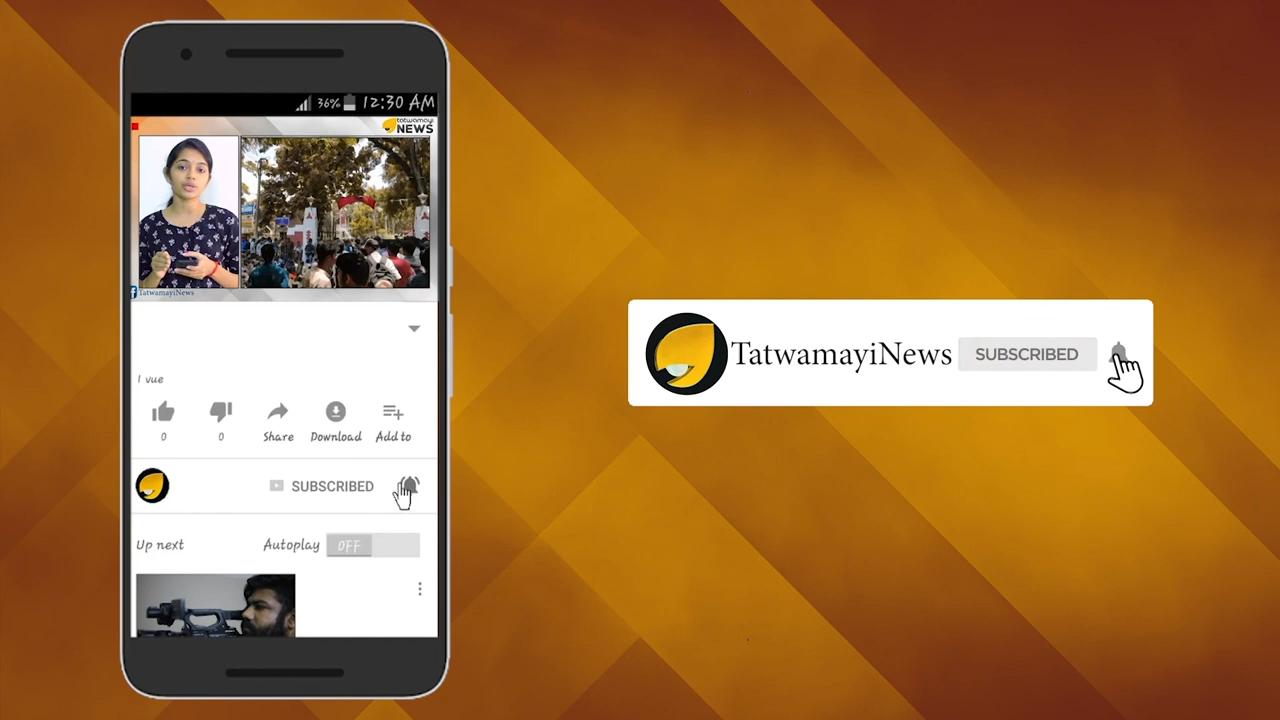 36% 12:30 AM
tatwamayi
NEWS
TatwamayiNews
1 vue
0 0 Share Download Add to
SUBSCRIBED
Up next Autoplay OFF
TatwamayiNews SUBSCRIBED